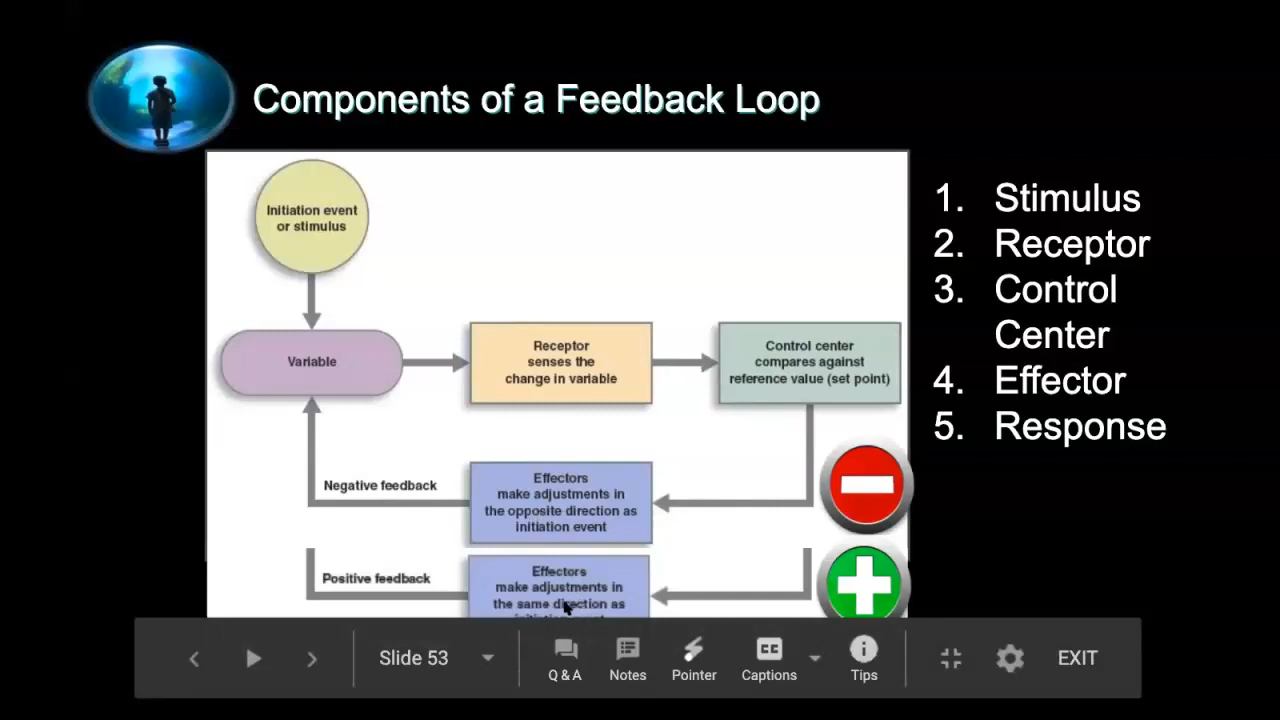 Components of a Feedback Loop
Initiation event
or stimulus
Variable
Receptor
senses the
change in variable
Control center
compares against
reference value (set point)
Negative feedback
Effectors
make adjustments in
the opposite direction as
initiation event
Positive feedback
Effectors
make adjustments in
the same direction as
1. Stimulus
2. Receptor
3. Control
Center
4. Effector
5. Response
Slide 53
Q & A
Notes
Pointer
CC
Captions
Tips
EXIT